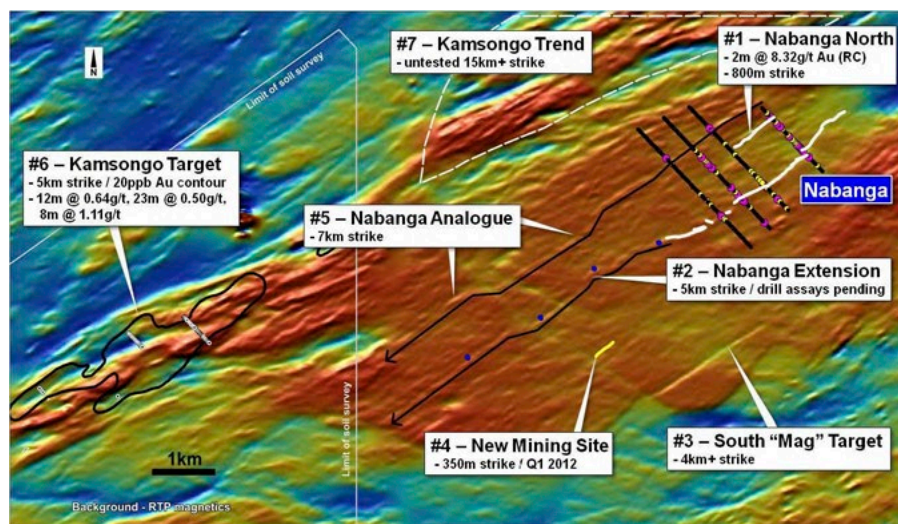 #7 – Kamsongo Trend
- untested 15km+ strike
#1 – Nabanga North
- 2m @ 8.32g/t Au (RC)
- 800m strike
N
Limit of soil survey
#6 – Kamsongo Target
- 5km strike / 20ppb Au contour
- 12m @ 0.64g/t, 23m @ 0.50g/t,
8m @ 1.11g/t
Nabanga
#5 – Nabanga Analogue
- 7km strike
#2 – Nabanga Extension
- 5km strike / drill assays pending
#4 – New Mining Site
- 350m strike / Q1 2012
#3 – South “Mag” Target
- 4km+ strike
Limit of soil survey
1km
Background - RTP magnetics